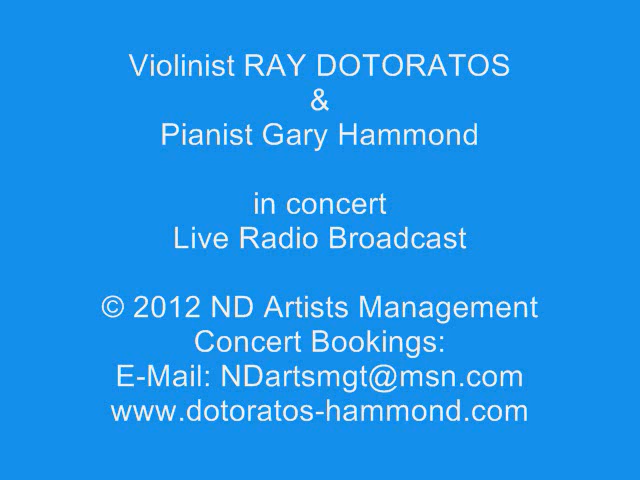 Violinist RAY DOTORATOS
&
Pianist Gary Hammond
in concert
Live Radio Broadcast
© 2012 ND Artists Management
Concert Bookings:
E-Mail: NDartsmgt@msn.com
www.dotoratos-hammond.com